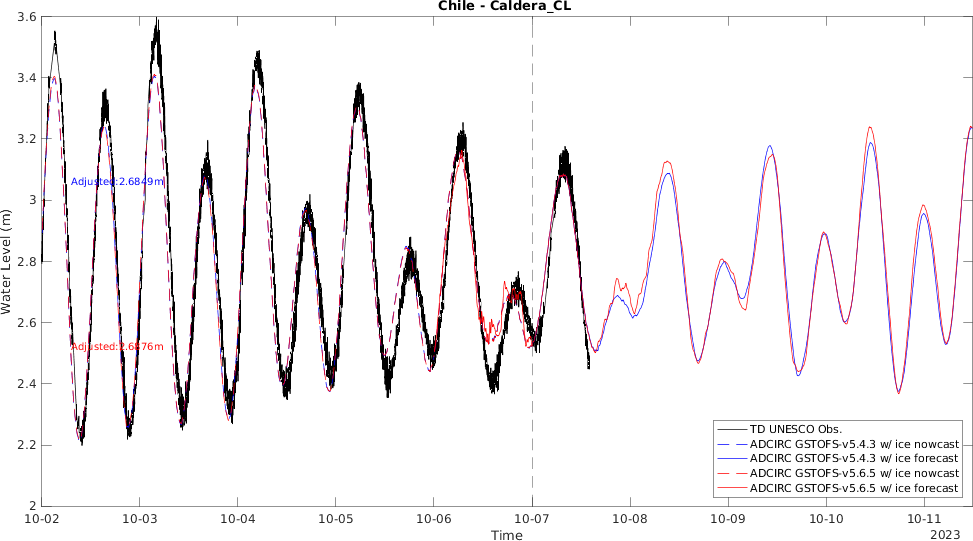 Chile - Caldera_CL
3.6
3.4
3.2
3
2.8
2.6
2.4
2.2
2
Water Level (m)
Adjusted:2.6849m
Adjusted:2.6876m
TD UNESCO Obs.
ADCIRC GSTOFS-v5.4.3 w/ ice nowcast
ADCIRC GSTOFS-v5.4.3 w/ ice forecast
ADCIRC GSTOFS-v5.6.5 w/ ice nowcast
ADCIRC GSTOFS-v5.6.5 w/ ice forecast
10-02 10-03 10-04 10-05 10-06 10-07 10-08 10-09 10-10 10-11
Time
2023